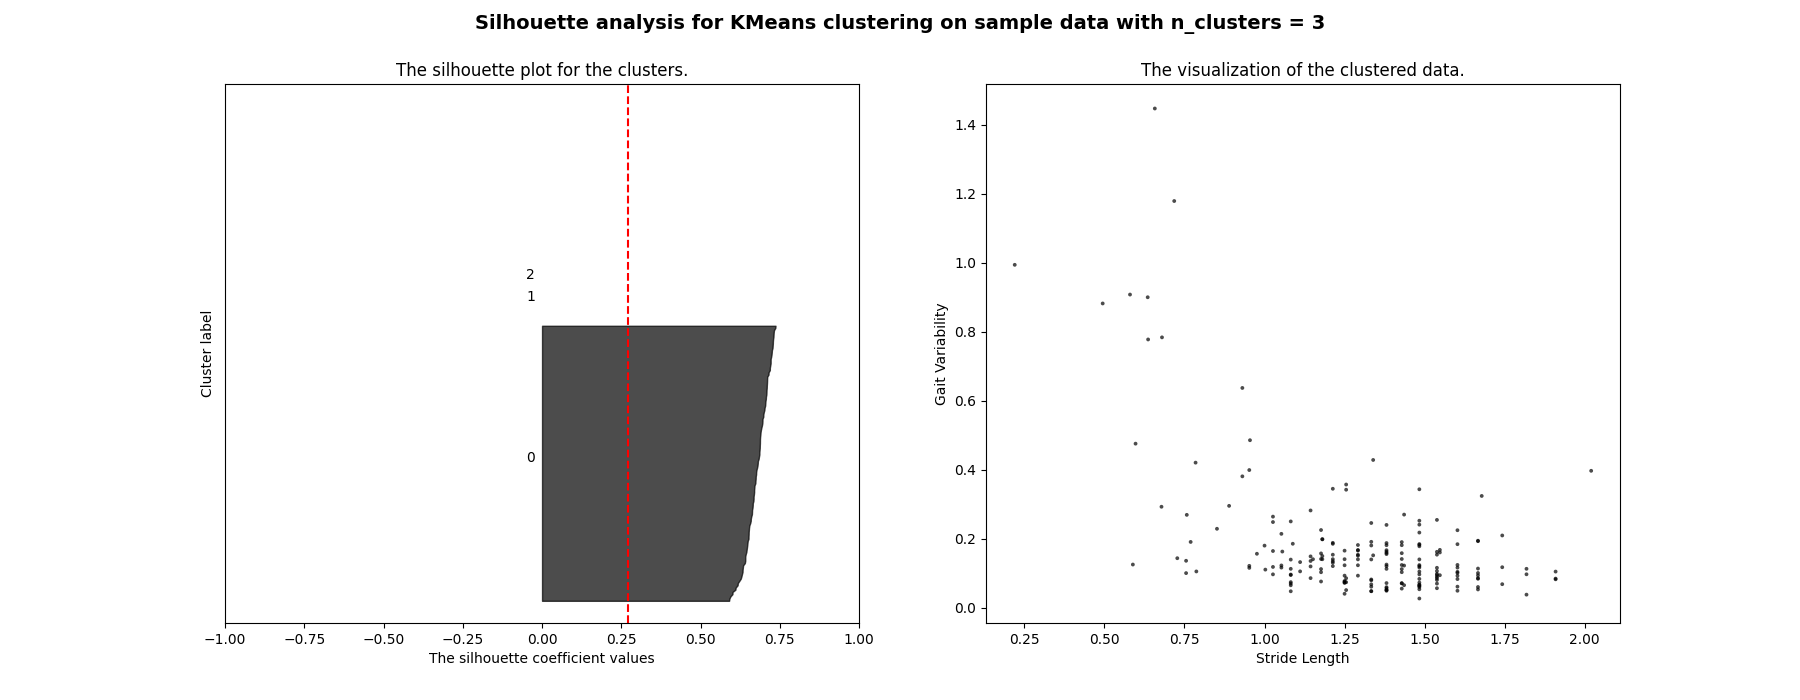 Silhouette analysis for KMeans clustering on sample data with n_clusters = 3
The silhouette plot for the clusters.
Cluster label
2
1
0
−1.00 −0.75 −0.50 −0.25 0.00 0.25 0.50 0.75 1.00
The silhouette coefficient values
The visualization of the clustered data.
Gait Variability
1.4
1.2
1.0
0.8
0.6
0.4
0.2
0.0
0.25 0.50 0.75 1.00 1.25 1.50 1.75 2.00
Stride Length